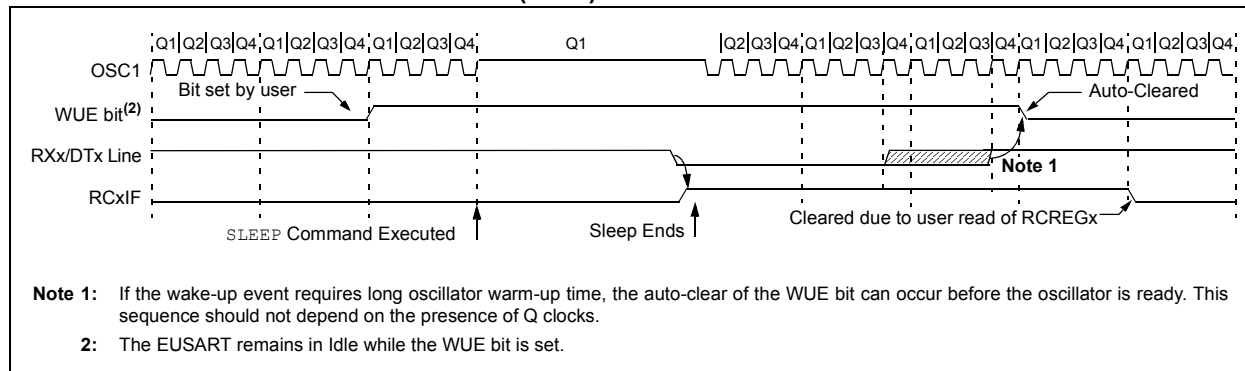 Q1 Q2 Q3 Q4 Q1 Q2 Q3 Q4 Q1 Q2 Q3 Q4 Q1 Q2 Q3 Q4 Q1 Q2 Q3 Q4 Q1 Q2 Q3 Q4 Q1 Q2 Q3 Q4 Q1 Q2 Q3 Q4
OSC1
Bit set by user
Auto-Cleared
WUE bit(2)
RXx/DTx Line
Note 1
RCxIF
Cleared due to user read of RCREGx
SLEEP Command Executed
Sleep Ends
Note 1: If the wake-up event requires long oscillator warm-up time, the auto-clear of the WUE bit can occur before the oscillator is ready. This
sequence should not depend on the presence of Q clocks.
2: The EUSART remains in Idle while the WUE bit is set.